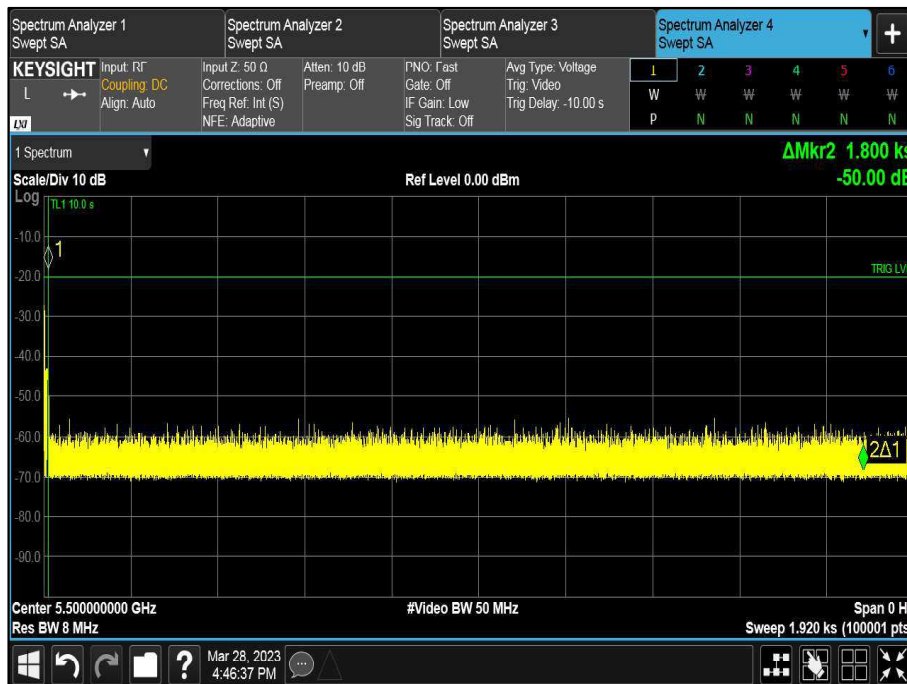 Spectrum Analyzer 1
Swept SA
Spectrum Analyzer 2
Swept SA
Spectrum Analyzer 3
Swept SA
Spectrum Analyzer 4
Swept SA
KEYSIGHT
L
LXI
Input: RF
Coupling: DC
Align: Auto
Input Z: 50 Ω
Corrections: Off
Freq Ref: Int (S)
NFE: Adaptive
Atten: 10 dB
Preamp: Off
PNO: Fast
Gate: Off
IF Gain: Low
Sig Track: Off
Avg Type: Voltage
Trig: Video
Trig Delay: -10.00 s
1 2 3 4 5 6
W W W W W W
P N N N N N
1 Spectrum
ΔMkr2 1.800 ks
Scale/Div 10 dB
Ref Level 0.00 dBm
-50.00 dB
Log
TL1 10.0 s
-10.0
1
TRIG LV
-20.0
-30.0
-40.0
-50.0
-60.0
2Δ1
-70.0
-80.0
-90.0
Center 5.500000000 GHz
#Video BW 50 MHz
Span 0 H
Res BW 8 MHz
Sweep 1.920 ks (100001 pts
?
Mar 28, 2023
4:46:37 PM